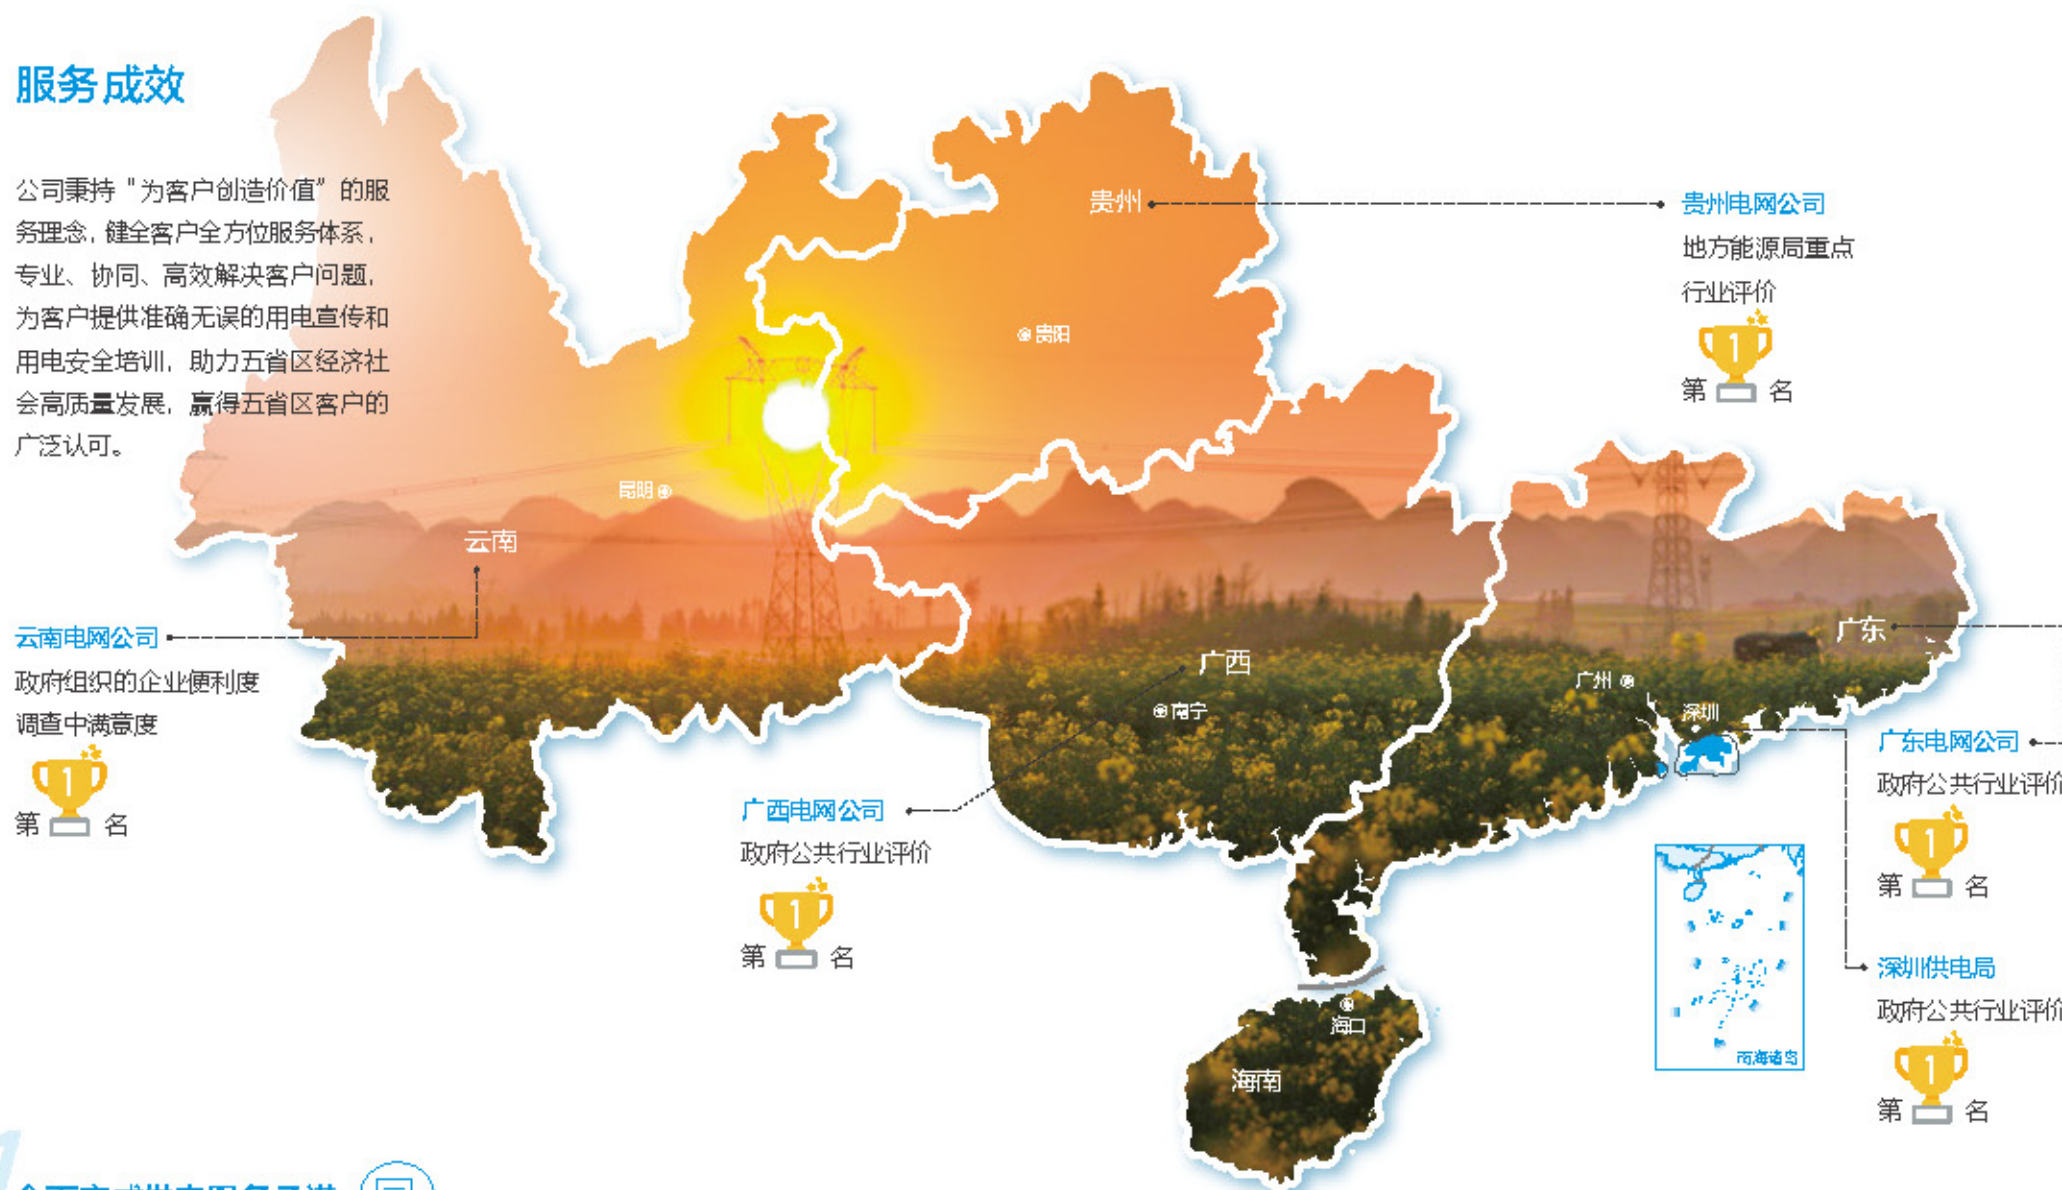 服务成效
公司秉持“为客户创造价值”的服
务理念，健全客户全方位服务体系，
专业、协同、高效解决客户问题，
为客户提供准确无误的用电宣传和
用电安全培训，助力五省区经济社
会高质量发展，赢得五省区客户的
广泛认可。
贵州
贵阳
贵州电网公司
地方能源局重点
行业评价
1
第 名
昆明
云南
云南电网公司
政府组织的企业便利度
调查中满意度
1
第 名
广西
南宁
广西电网公司
政府公共行业评价
1
第 名
广东
广州
深圳
广东电网公司
政府公共行业评价
1
第 名
深圳供电局
政府公共行业评价
1
第 名
海口
海南
南海诸岛